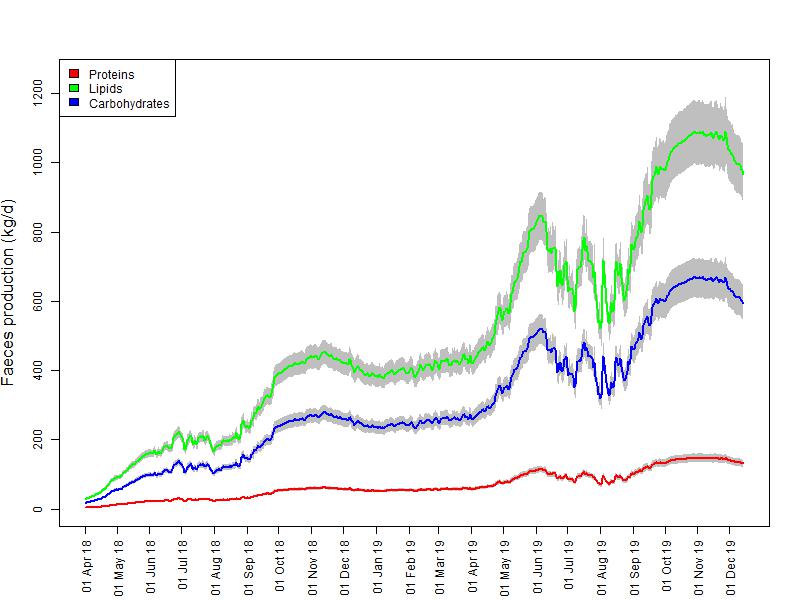 Proteins
Lipids
Carbohydrates
Faeces production (kg/d)
1200
1000
800
600
400
200
0
01 Apr 18
01 May 18
01 Jun 18
01 Jul 18
01 Aug 18
01 Sep 18
01 Oct 18
01 Nov 18
01 Dec 18
01 Jan 19
01 Feb 19
01 Mar 19
01 Apr 19
01 May 19
01 Jun 19
01 Jul 19
01 Aug 19
01 Sep 19
01 Oct 19
01 Nov 19
01 Dec 19